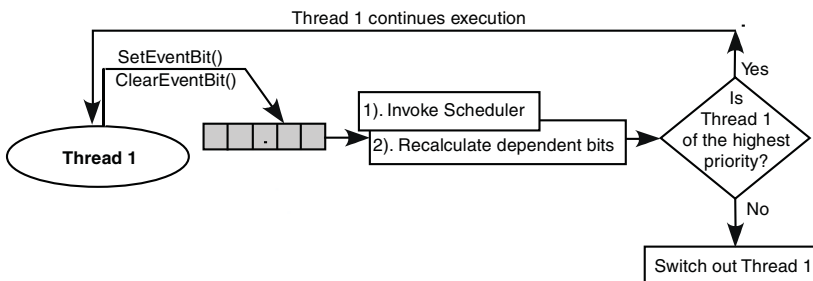 Thread 1 continues execution
SetEventBit()
ClearEventBit()
Thread 1
1). Invoke Scheduler
2). Recalculate dependent bits
Is
Thread 1
of the highest
priority?
Yes
No
Switch out Thread 1